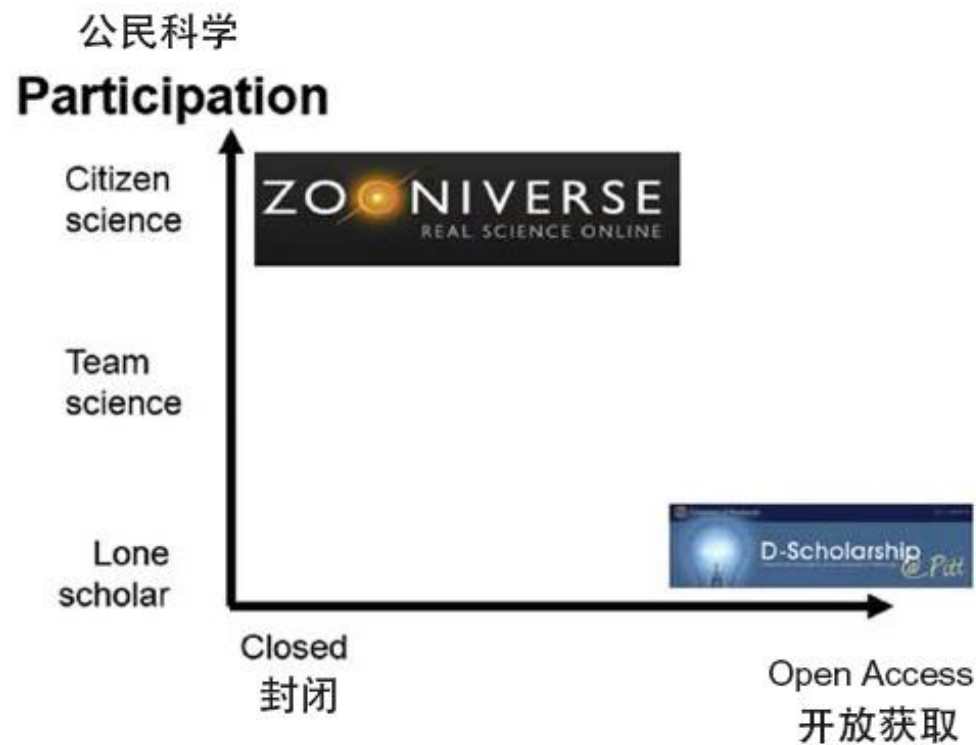 公民科学
Participation
Citizen
science
ZOONIVERSE
REAL SCIENCE ONLINE
Team
science
D-Scholarship
@ Pitt
Lone
scholar
Closed
封闭
Open Access
开放获取